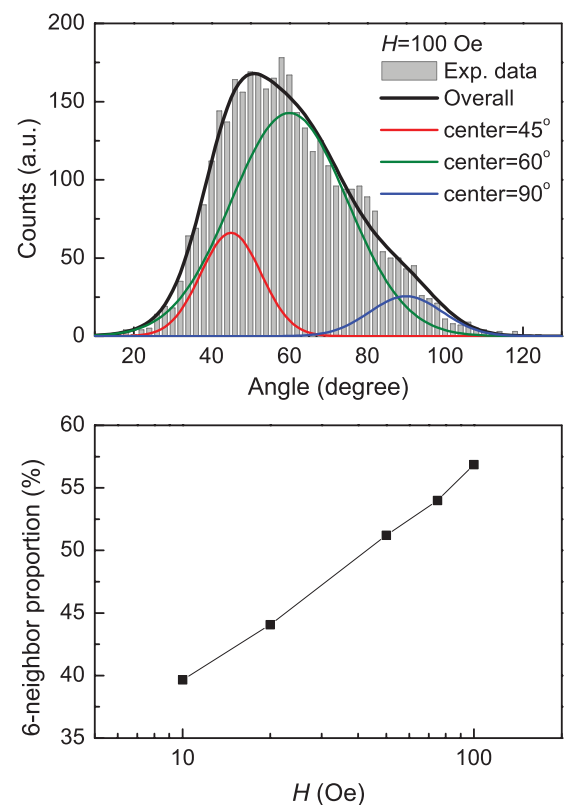 H=100 Oe
Exp. data
Overall
center=45°
center=60°
center=90°
Counts (a.u.)
200
150
100
50
0
20 40 60 80 100 120
Angle (degree)
6-neighbor proportion (%)
60
55
50
45
40
35
10 100
H (Oe)